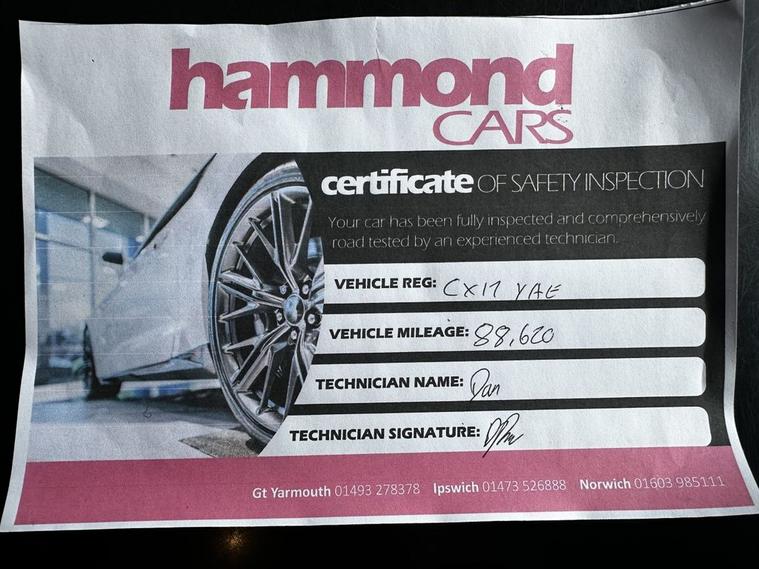 hammond
CARS
certificate OF SAFETY INSPECTION
Your car has been fully inspected and comprehensively
road tested by an experienced technician.
VEHICLE REG: CX17 YAE
VEHICLE MILEAGE: 88,620
TECHNICIAN NAME: Dan
TECHNICIAN SIGNATURE:
Gt Yarmouth 01493 278378 Ipswich 01473 526888 Norwich 01603 985111